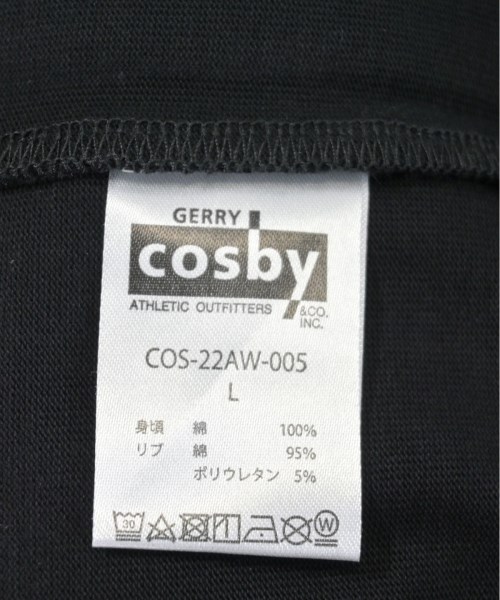 GERRY
cosby
ATHLETIC OUTFITTERS &CO. INC.
COS-22AW-005
L
身頃 綿 100%
リブ 綿 95%
ポリウレタン 5%
30 W